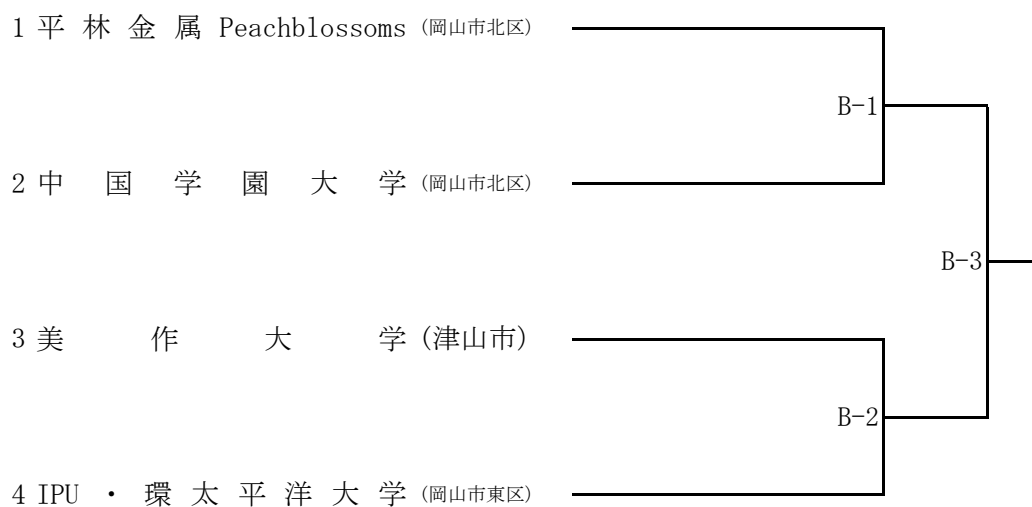 1 平林金属 Peachblossoms (岡山市北区)
B-1
2 中国学園大学 (岡山市北区)
B-3
3 美作大学 (津山市)
B-2
4 IPU・環太平洋大学 (岡山市東区)